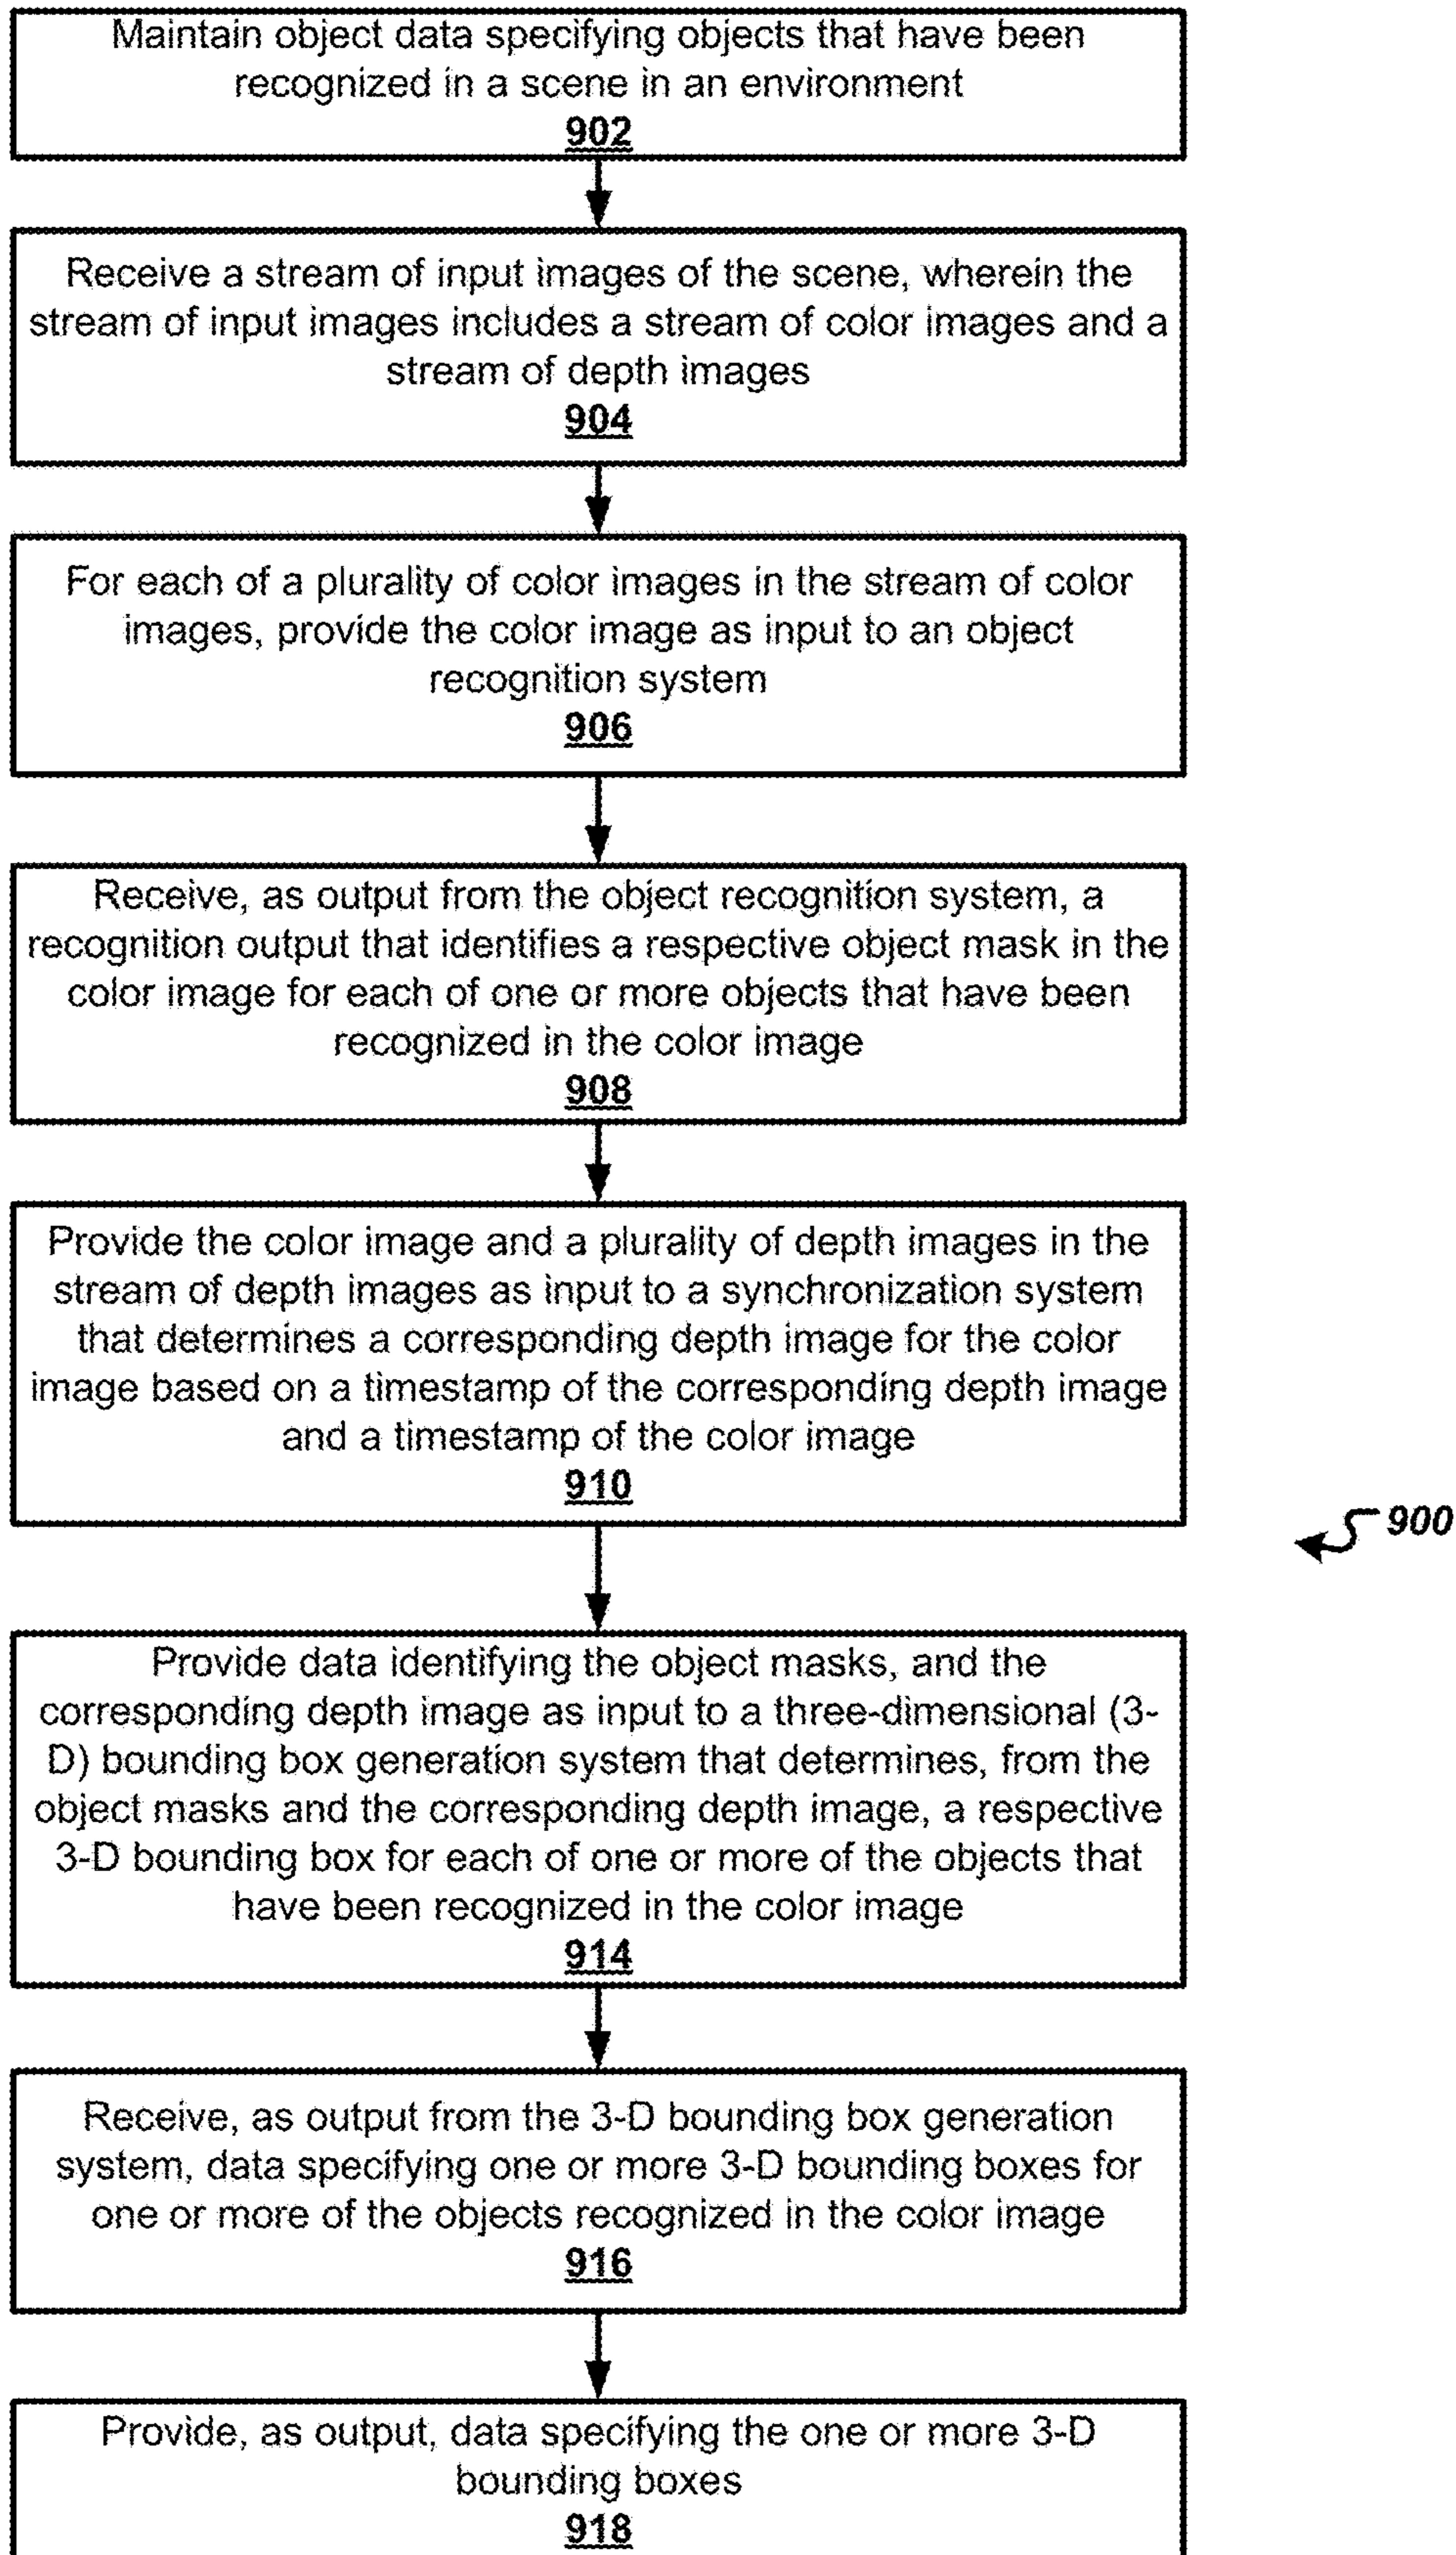 Maintain object data specifying objects that have been
recognized in a scene in an environment
902
Receive a stream of input images of the scene, wherein the
stream of input images includes a stream of color images and a
stream of depth images
904
For each of a plurality of color images in the stream of color
images, provide the color image as input to an object
recognition system
906
Receive, as output from the object recognition system, a
recognition output that identifies a respective object mask in the
color image for each of one or more objects that have been
recognized in the color image
908
Provide the color image and a plurality of depth images in the
stream of depth images as input to a synchronization system
that determines a corresponding depth image for the color
image based on a timestamp of the corresponding depth image
and a timestamp of the color image
910
900
Provide data identifying the object masks, and the
corresponding depth image as input to a three-dimensional (3-
D) bounding box generation system that determines, from the
object masks and the corresponding depth image, a respective
3-D bounding box for each of one or more of the objects that
have been recognized in the color image
914
Receive, as output from the 3-D bounding box generation
system, data specifying one or more 3-D bounding boxes for
one or more of the objects recognized in the color image
916
Provide, as output, data specifying the one or more 3-D
bounding boxes
918